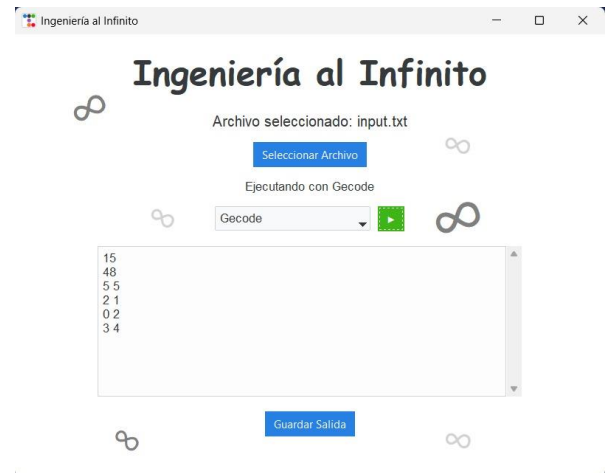 Ingeniería al Infinito
Ingeniería al Infinito
Archivo seleccionado: input.txt
Seleccionar Archivo
Ejecutando con Gecode
Gecode
15
48
5 5
2 1
0 2
3 4
Guardar Salida